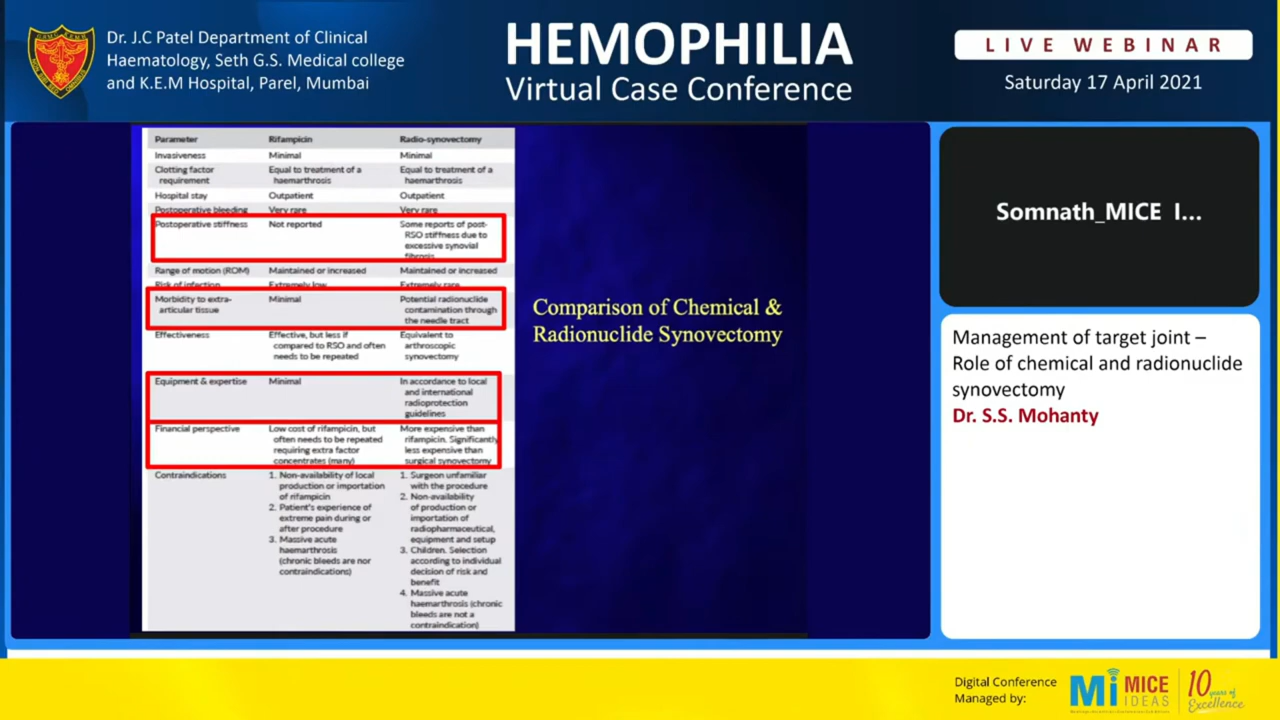 Dr. J.C Patel Department of Clinical
Haematology, Seth G.S. Medical college
and K.E.M Hospital, Parel, Mumbai
HEMOPHILIA
Virtual Case Conference
LIVE WEBINAR
Saturday 17 April 2021
Parameter Rifampicin Radio-synovectomy
Invasiveness Minimal Minimal
Clotting factor Equal to treatment of a Equal to treatment of a
requirement haemarthrosis haemarthrosis
Hospital stay Outpatient Outpatient
Postoperative bleeding Very rare Very rare
Postoperative stiffness Not reported Some reports of post-
RSO stiffness due to
excessive synovial
fibrosis
Range of motion (ROM) Maintained or increased Maintained or increased
Risk of infection Extremely low Extremely rare
Morbidity to extra- Minimal Potential radionuclide
articular tissue contamination through
the needle tract
Effectiveness Effective, but less if Equivalent to
compared to RSO and often arthroscopic
needs to be repeated synovectomy
Equipment & expertise Minimal In accordance to local
and international
radioprotection
guidelines
Financial perspective Low cost of rifampicin, but More expensive than
often needs to be repeated rifampicin. Significantly
requiring extra factor less expensive than
concentrates (many) surgical synovectomy
Contraindications 1. Non-availability of local 1. Surgeon unfamiliar
production or importation with the procedure
of rifampicin 2. Non-availability
2. Patient's experience of of production or
extreme pain during or importation of
after procedure radiopharmaceutical,
3. Massive acute equipment and setup
haemarthrosis 3. Children. Selection
(chronic bleeds are nor according to individual
contraindications) decision of risk and
benefit
4. Massive acute
haemarthrosis (chronic
bleeds are not a
contraindication)
Comparison of Chemical &
Radionuclide Synovectomy
Somnath_MICE I...
Management of target joint –
Role of chemical and radionuclide
synovectomy
Dr. S.S. Mohanty
Digital Conference
Managed by:
Mi MICE
IDEAS
10 years of
Excellence